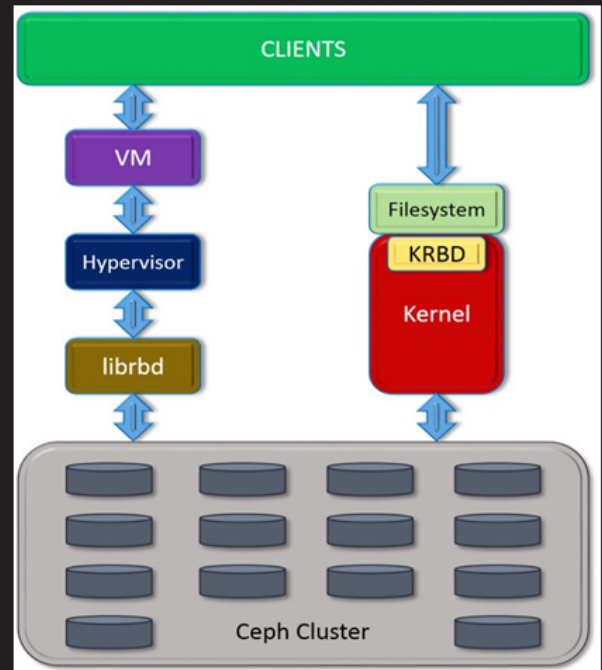 CLIENTS
VM
Hypervisor
librbd
Filesystem
KRBD
Kernel
Ceph Cluster